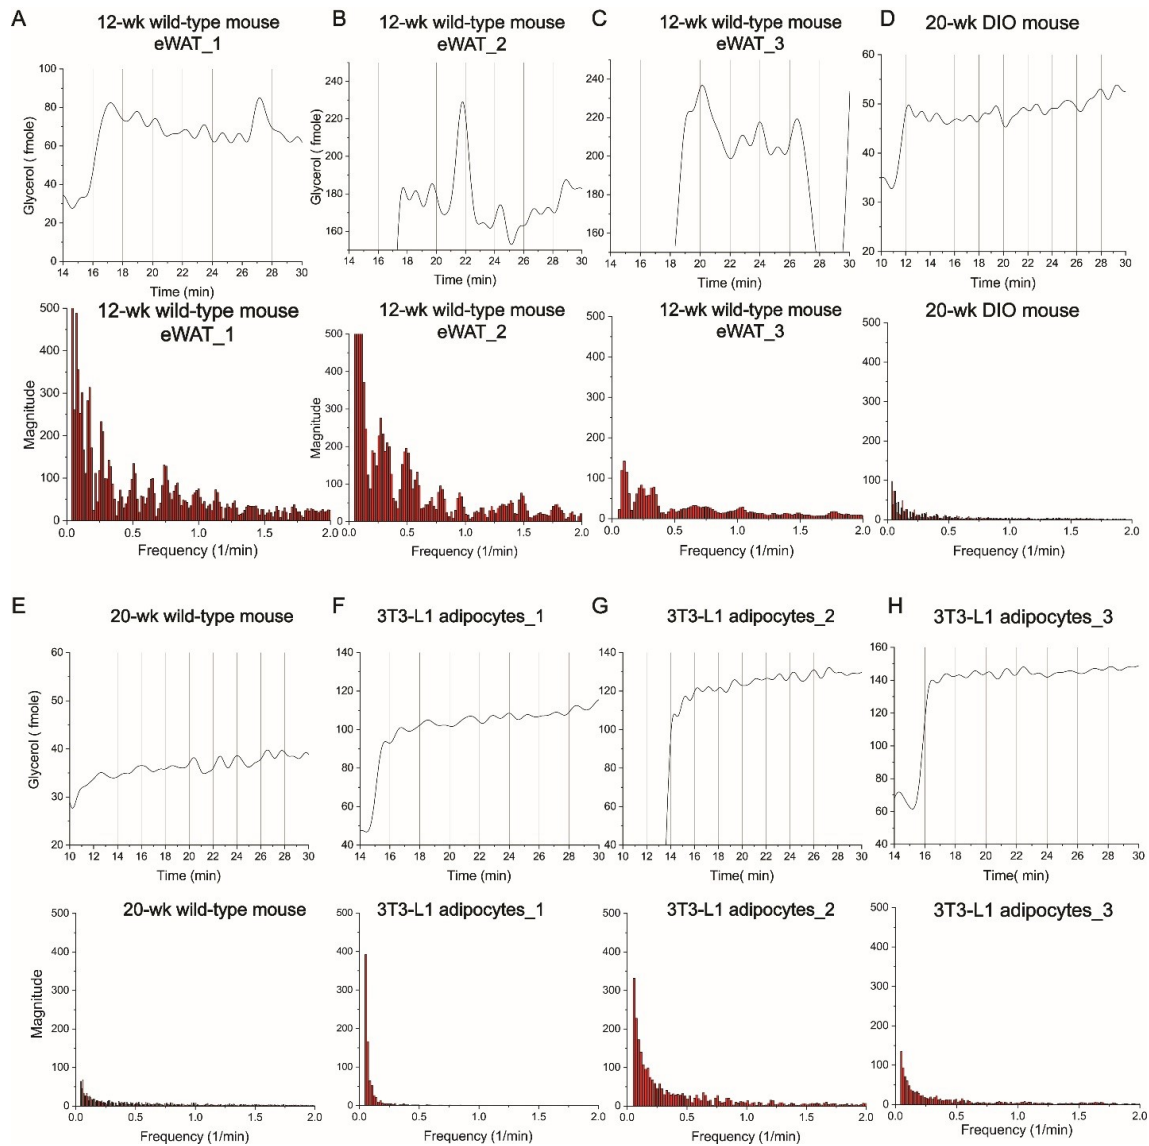 A
12-wk wild-type mouse
eWAT_1
B
12-wk wild-type mouse
eWAT_2
C
12-wk wild-type mouse
eWAT_3
D
20-wk DIO mouse
Glycerol ( fmole)
100
80
60
40
20
0
14 16 18 20 22 24 26 28 30
Time (min)
Glycerol ( fmole)
240
220
200
180
160
14 16 18 20 22 24 26 28 30
Time (min)
240
220
200
180
160
14 16 18 20 22 24 26 28 30
Time (min)
60
50
40
30
20
10 12 14 16 18 20 22 24 26 28 30
Time (min)
12-wk wild-type mouse
eWAT_1
12-wk wild-type mouse
eWAT_2
12-wk wild-type mouse
eWAT_3
20-wk DIO mouse
Magnitude
500
400
300
200
100
0
0.0 0.5 1.0 1.5 2.0
Frequency (1/min)
Magnitude
500
400
300
200
100
0
0.0 0.5 1.0 1.5 2.0
Frequency (1/min)
500
400
300
200
100
0
0.0 0.5 1.0 1.5 2.0
Frequency (1/min)
500
400
300
200
100
0
0.0 0.5 1.0 1.5 2.0
Frequency (1/min)
E
20-wk wild-type mouse
F
3T3-L1 adipocytes_1
G
3T3-L1 adipocytes_2
H
3T3-L1 adipocytes_3
Glycerol ( fmole)
60
50
40
30
20
10 12 14 16 18 20 22 24 26 28 30
Time (min)
140
120
100
80
60
40
14 16 18 20 22 24 26 28 30
Time (min)
140
120
100
80
60
40
10 12 14 16 18 20 22 24 26 28 30
Time( min)
160
140
120
100
80
60
40
14 16 18 20 22 24 26 28 30
Time( min)
20-wk wild-type mouse
3T3-L1 adipocytes_1
3T3-L1 adipocytes_2
3T3-L1 adipocytes_3
Magnitude
500
400
300
200
100
0
0.0 0.5 1.0 1.5 2.0
Frequency (1/min)
500
400
300
200
100
0
0.0 0.5 1.0 1.5 2.0
Frequency (1/min)
500
400
300
200
100
0
0.0 0.5 1.0 1.5 2.0
Frequency (1/min)
500
400
300
200
100
0
0.0 0.5 1.0 1.5 2.0
Frequency (1/min)